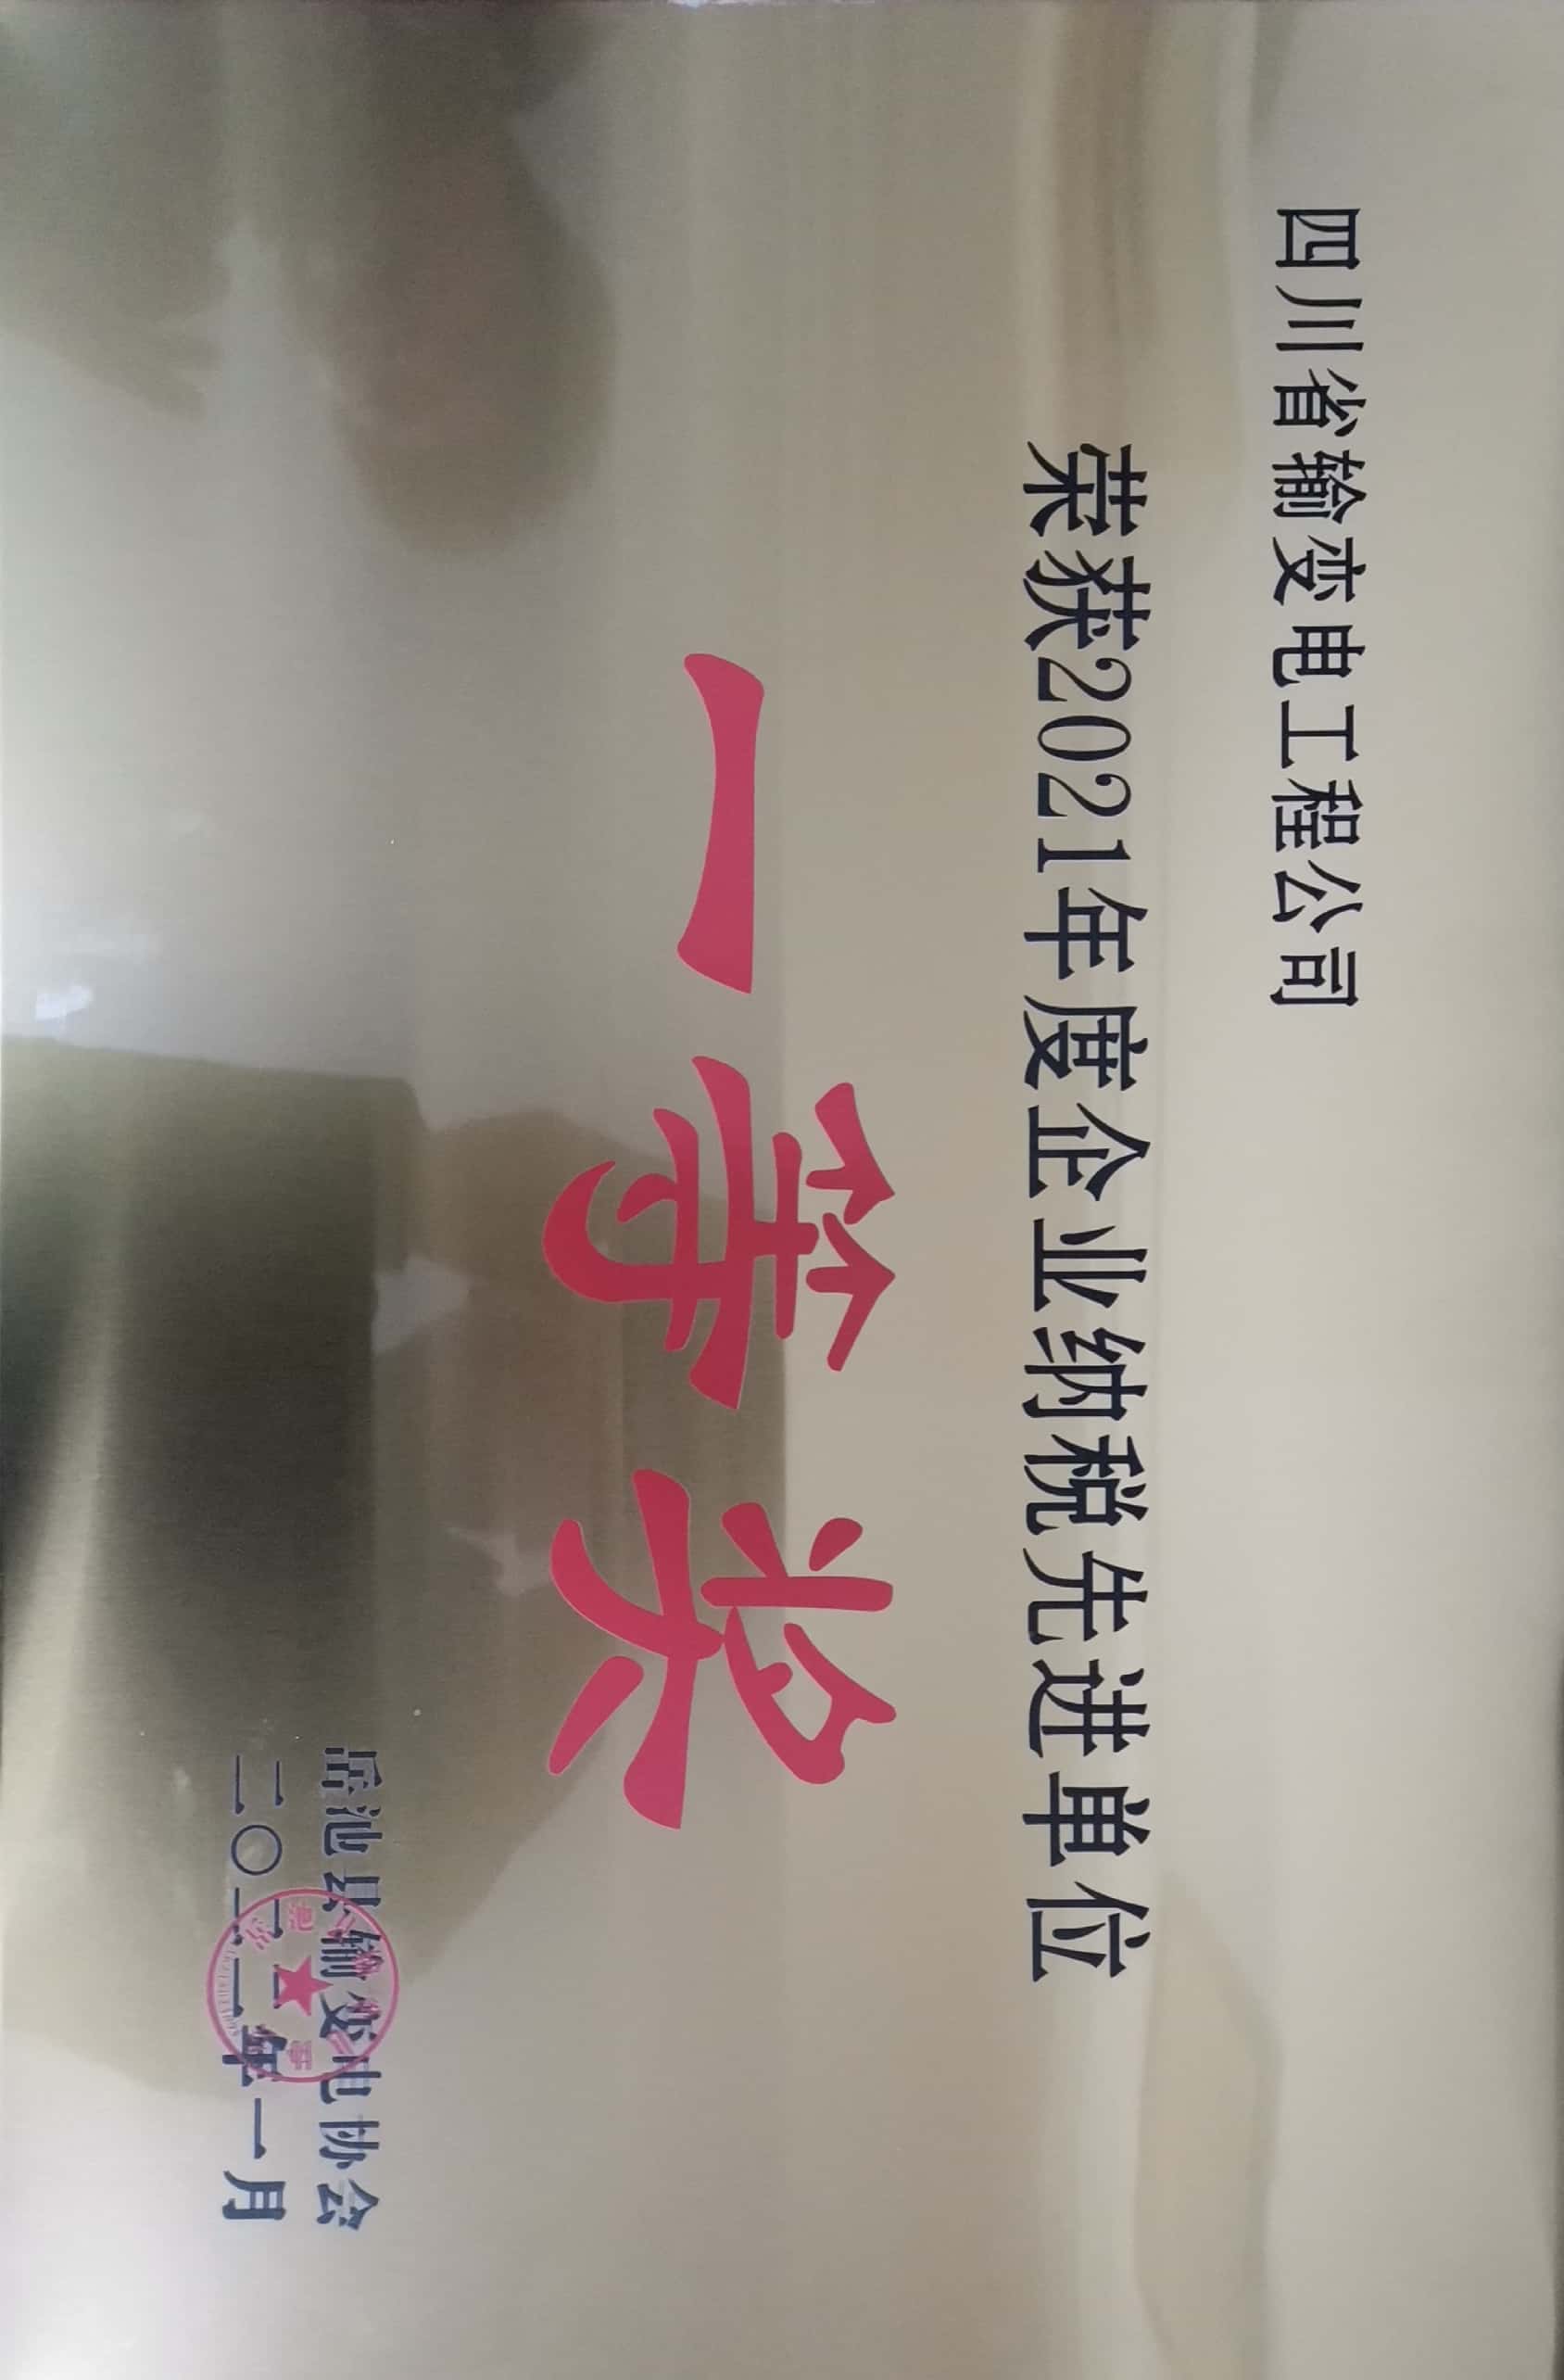 四川省输变电工程公司
荣获2021年度企业纳税先进单位
一等奖
岳池县输变电协会
二〇二二年一月